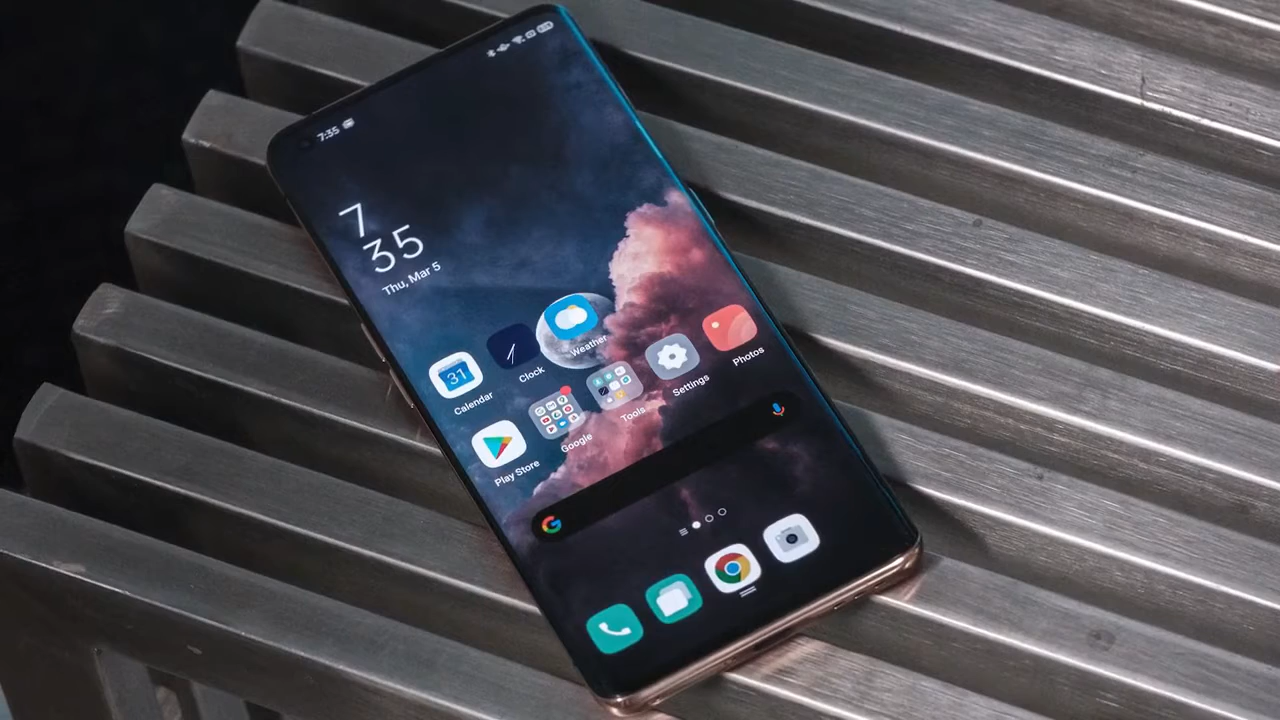 7:35
7
35
Thu, Mar 5
31
Calendar
Clock
Weather
Photos
Play Store
Google
Tools
Settings
G